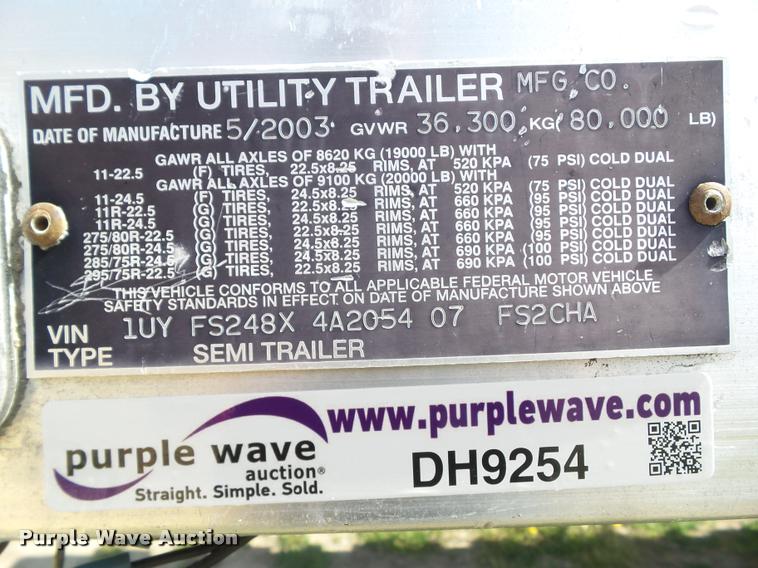 MFD. BY UTILITY TRAILER MFG. CO.
DATE OF MANUFACTURE 5/2003 GVWR 36,300 KG( 80,000 LB)
GAWR ALL AXLES OF 8620 KG (19000 LB) WITH
11-22.5 (F) TIRES, 22.5x8.25 RIMS, AT 520 KPA (75 PSI) COLD DUAL
GAWR ALL AXLES OF 9100 KG (20000 LB) WITH
11-24.5 (F) TIRES, 24.5x8.25 RIMS, AT 520 KPA (75 PSI) COLD DUAL
11R-22.5 (G) TIRES, 22.5x8.25 RIMS, AT 660 KPA (95 PSI) COLD DUAL
11R-24.5 (G) TIRES, 24.5x8.25 RIMS, AT 660 KPA (95 PSI) COLD DUAL
275/80R-22.5 (G) TIRES, 22.5x8.25 RIMS, AT 660 KPA (95 PSI) COLD DUAL
275/80R-24.5 (G) TIRES, 24.5x8.25 RIMS, AT 660 KPA (95 PSI) COLD DUAL
285/75R-24.5 (G) TIRES, 24.5x8.25 RIMS, AT 690 KPA (100 PSI) COLD DUAL
295/75R-22.5 (G) TIRES, 22.5x8.25 RIMS, AT 690 KPA (100 PSI) COLD DUAL
THIS VEHICLE CONFORMS TO ALL APPLICABLE FEDERAL MOTOR VEHICLE
SAFETY STANDARDS IN EFFECT ON DATE OF MANUFACTURE SHOWN ABOVE
VIN 1UY FS248X 4A2054 07 FS2CHA
TYPE SEMI TRAILER
purple wave
auction®
Straight. Simple. Sold.
www.purplewave.com
DH9254
Purple Wave Auction